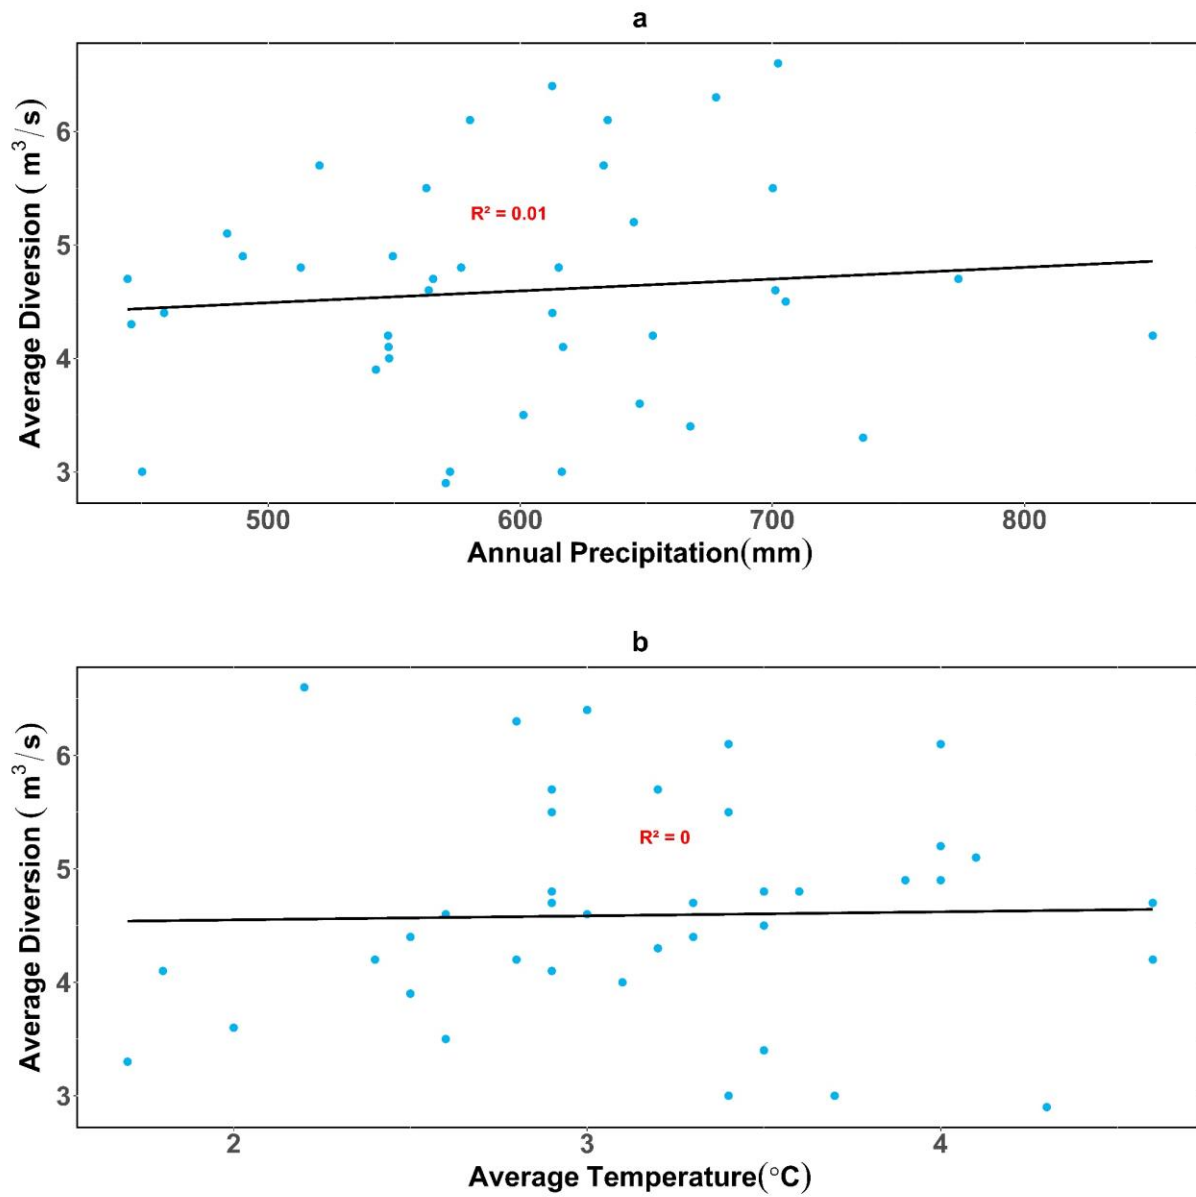 a
Average Diversion ( m³/s)
6
5
4
3
R² = 0.01
500 600 700 800
Annual Precipitation(mm)
b
Average Diversion ( m³/s)
6
5
4
3
R² = 0
2 3 4
Average Temperature(°C)